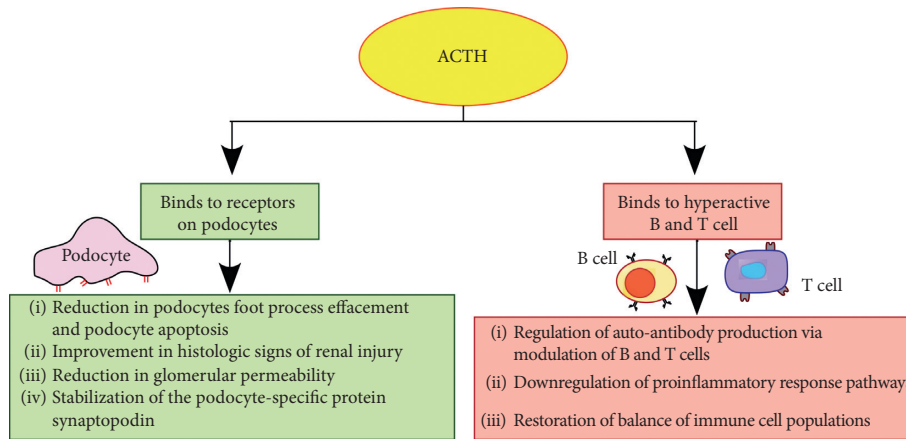 ACTH
Binds to receptors
on podocytes
Podocyte
(i) Reduction in podocytes foot process effacement
and podocyte apoptosis
(ii) Improvement in histologic signs of renal injury
(iii) Reduction in glomerular permeability
(iv) Stabilization of the podocyte-specific protein
synaptopodin
Binds to hyperactive
B and T cell
B cell
T cell
(i) Regulation of auto-antibody production via
modulation of B and T cells
(ii) Downregulation of proinflammatory response pathway
(iii) Restoration of balance of immune cell populations